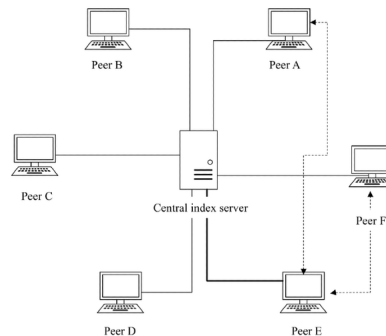 Peer B
Peer A
Peer C
Central index server
Peer F
Peer D
Peer E